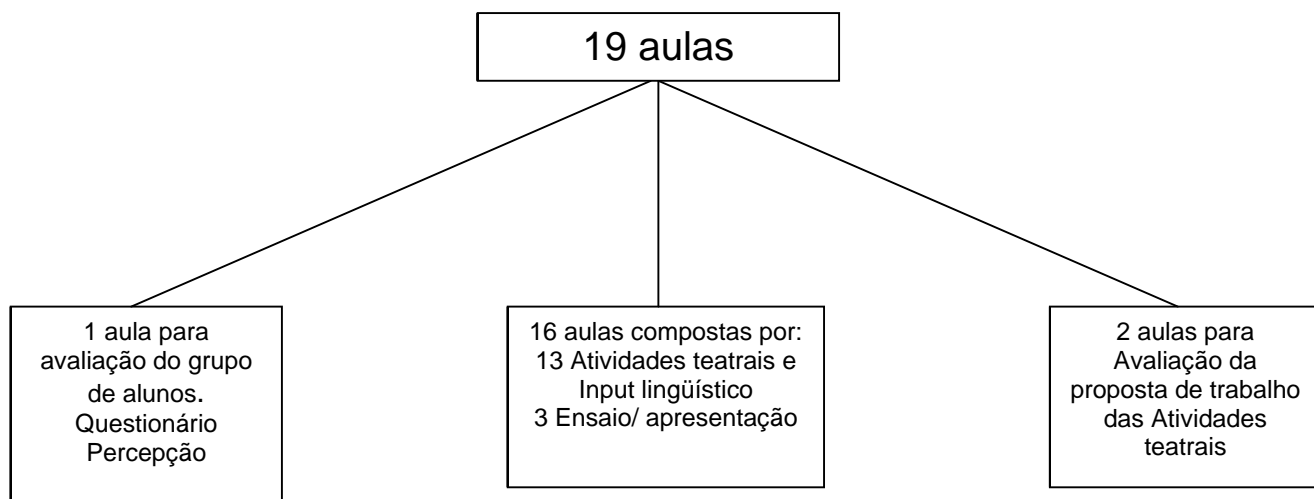 19 aulas
1 aula para
avaliação do grupo
de alunos.
Questionário
Percepção
16 aulas compostas por:
13 Atividades teatrais e
Input lingüístico
3 Ensaio/ apresentação
2 aulas para
Avaliação da
proposta de trabalho
das Atividades
teatrais